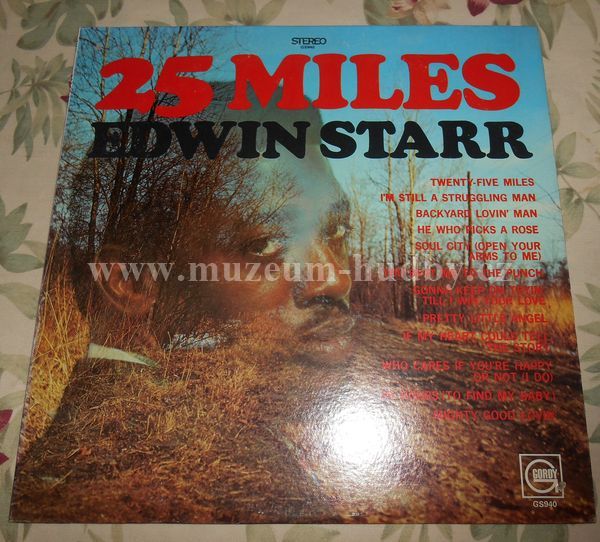 STEREO
GS940
25 MILES
EDWIN STARR
TWENTY-FIVE MILES
I'M STILL A STRUGGLING MAN
BACKYARD LOVIN' MAN
HE WHO PICKS A ROSE
SOUL CITY (OPEN YOUR
ARMS TO ME)
TO THE PUNCH
GONNA KEEP ON TRYIN'
TILL I WIN YOUR LOVE
PRETTY LITTLE ANGEL
IF MY HEART COULD TELL
THE STORY
WHO CARES IF YOU'RE HAPPY
OR NOT (I DO)
(TO FIND MY BABY)
MIGHTY GOOD LOVIN'
GORDY
GS940